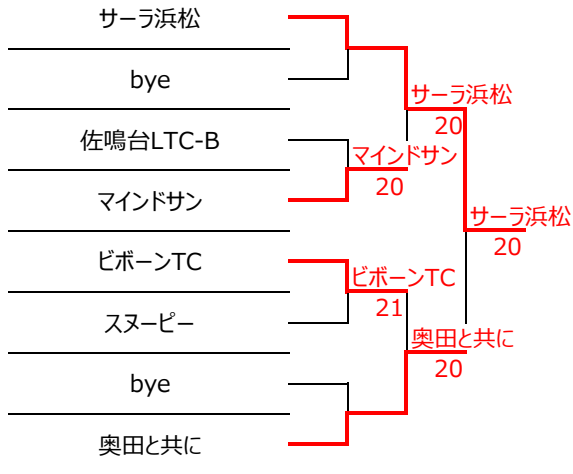 サーラ浜松
bye
サーラ浜松
20
佐鳴台LTC-B
マインドサン
20
マインドサン
サーラ浜松
20
ビボーンTC
ビボーンTC
21
スヌーピー
奥田と共に
20
bye
奥田と共に